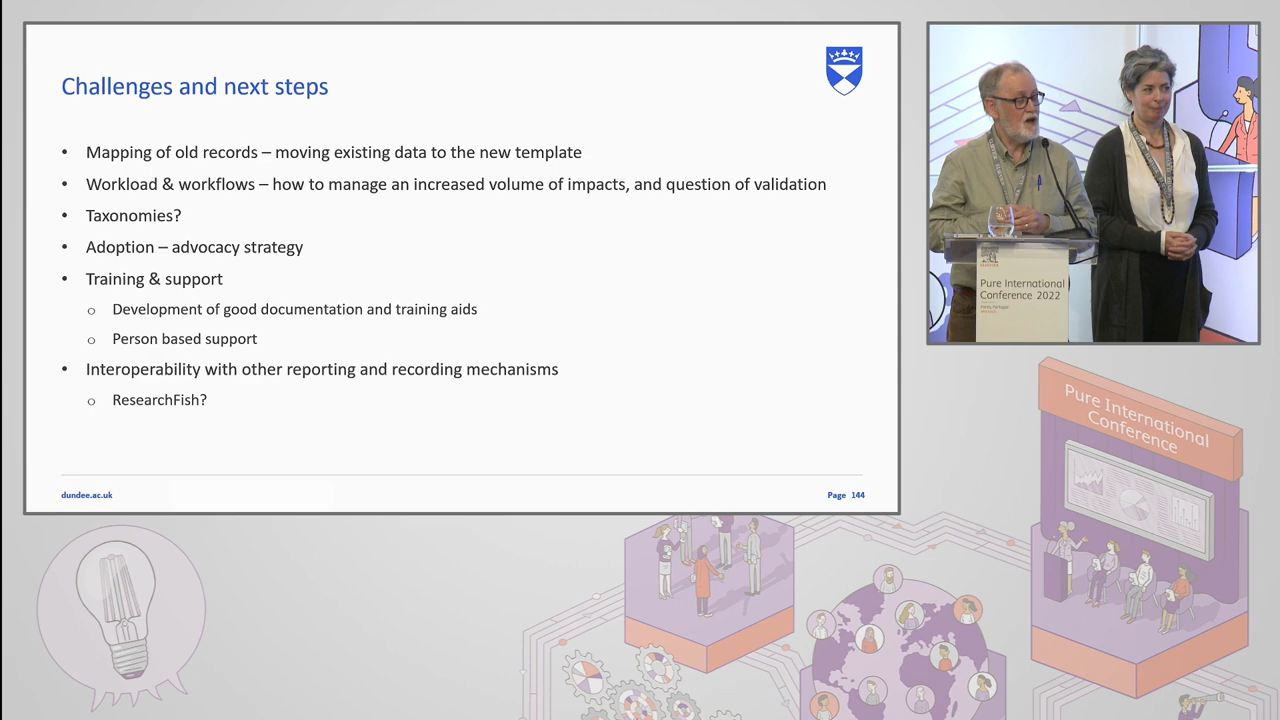 Challenges and next steps
• Mapping of old records – moving existing data to the new template
• Workload & workflows – how to manage an increased volume of impacts, and question of validation
• Taxonomies?
• Adoption – advocacy strategy
• Training & support
o Development of good documentation and training aids
o Person based support
• Interoperability with other reporting and recording mechanisms
o ResearchFish?
dundee.ac.uk
Page 144
Pure International
Conference 2022
Pure International
Conference